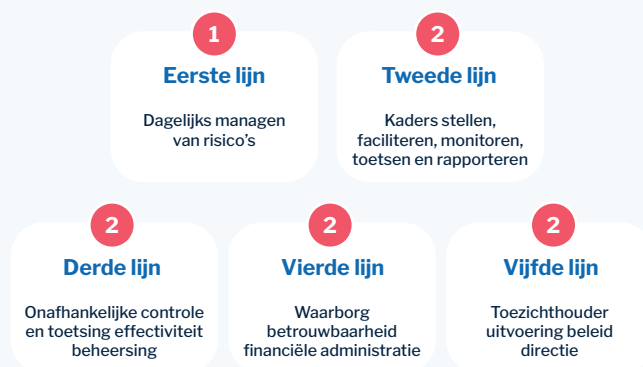 1
Eerste lijn
Dagelijks managen
van risico's
2
Tweede lijn
Kaders stellen,
faciliteren, monitoren,
toetsen en rapporteren
2
Derde lijn
Onafhankelijke controle
en toetsing effectiviteit
beheersing
2
Vierde lijn
Waarborg
betrouwbaarheid
financiële administratie
2
Vijfde lijn
Toezichthouder
uitvoering beleid
directie